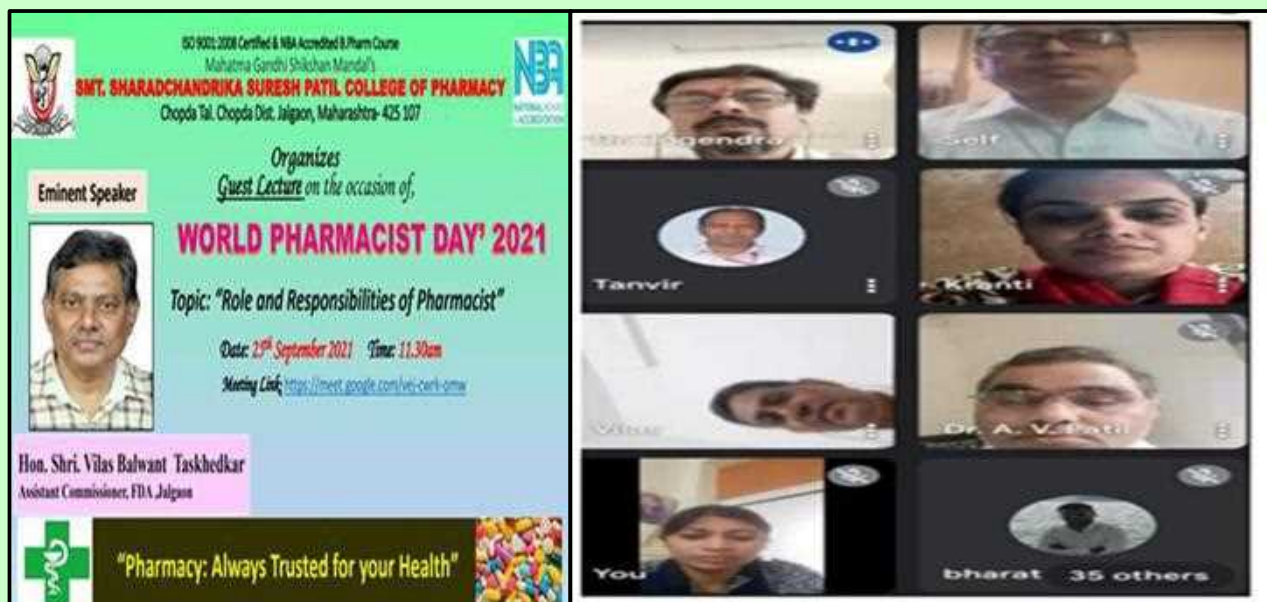 ISO 9001:2008 Certified & NBA Accredited B.Pharm Course
Mahatma Gandhi Shikshan Mandal's
SMT. SHARADCHANDRIKA SURESH PATIL COLLEGE OF PHARMACY
Chopda Tal. Chopda Dist. Jalgaon, Maharashtra- 425 107
NBA
NATIONAL BOARD
ACCREDITATION
Organizes
Guest Lecture on the occasion of,
Eminent Speaker
WORLD PHARMACIST DAY' 2021
Topic: "Role and Responsibilities of Pharmacist"
Date: 25th September 2021 Time: 11.30am
Meeting Link:
Hon. Shri. Vilas Balwant Taskhedkar
Assistant Commissioner, FDA ,Jalgaon
"Pharmacy: Always Trusted for your Health"
Self
Tanvir
Kranti
Dr. A. V. Patil
You
bharat 35 others